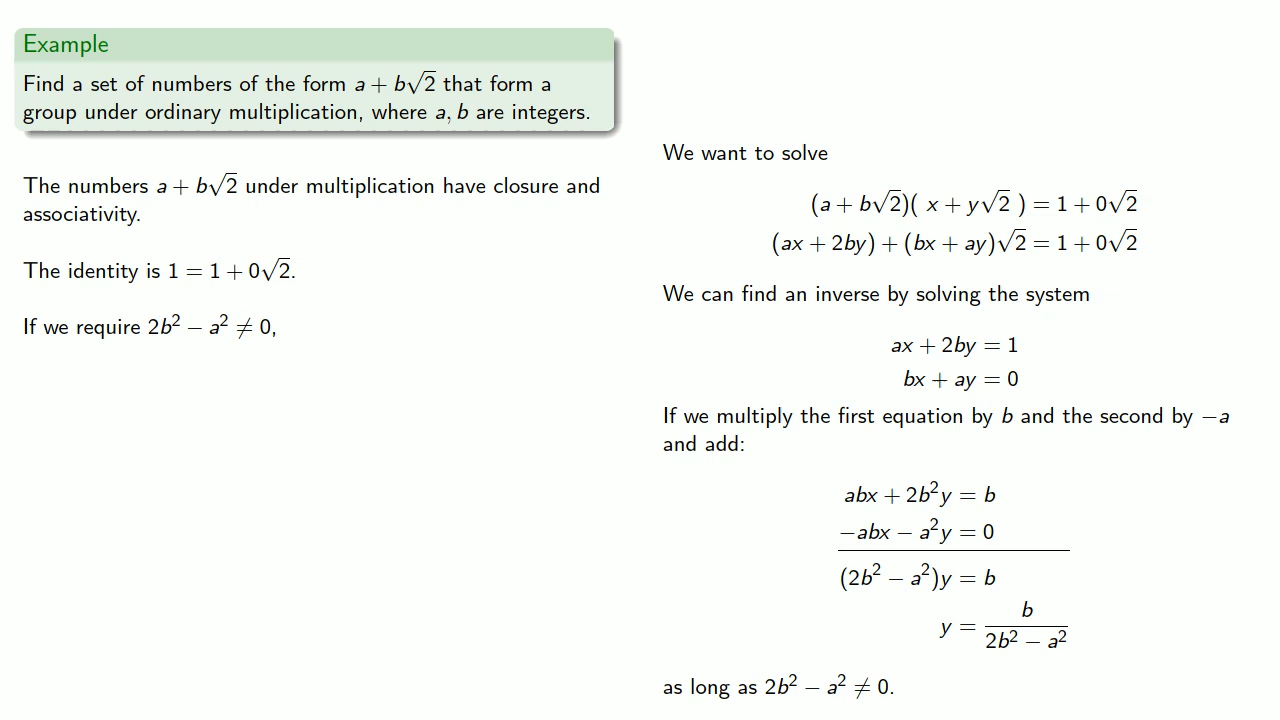 Example
Find a set of numbers of the form a + b√2 that form a
group under ordinary multiplication, where a, b are integers.
The numbers a + b√2 under multiplication have closure and
associativity.
The identity is 1 = 1 + 0√2.
If we require 2b² − a² ≠ 0,
We want to solve
(a + b√2)( x + y√2 ) = 1 + 0√2
(ax + 2by) + (bx + ay)√2 = 1 + 0√2
We can find an inverse by solving the system
ax + 2by = 1
bx + ay = 0
If we multiply the first equation by b and the second by −a
and add:
abx + 2b²y = b
−abx − a²y = 0
(2b² − a²)y = b
y = b / (2b² − a²)
as long as 2b² − a² ≠ 0.